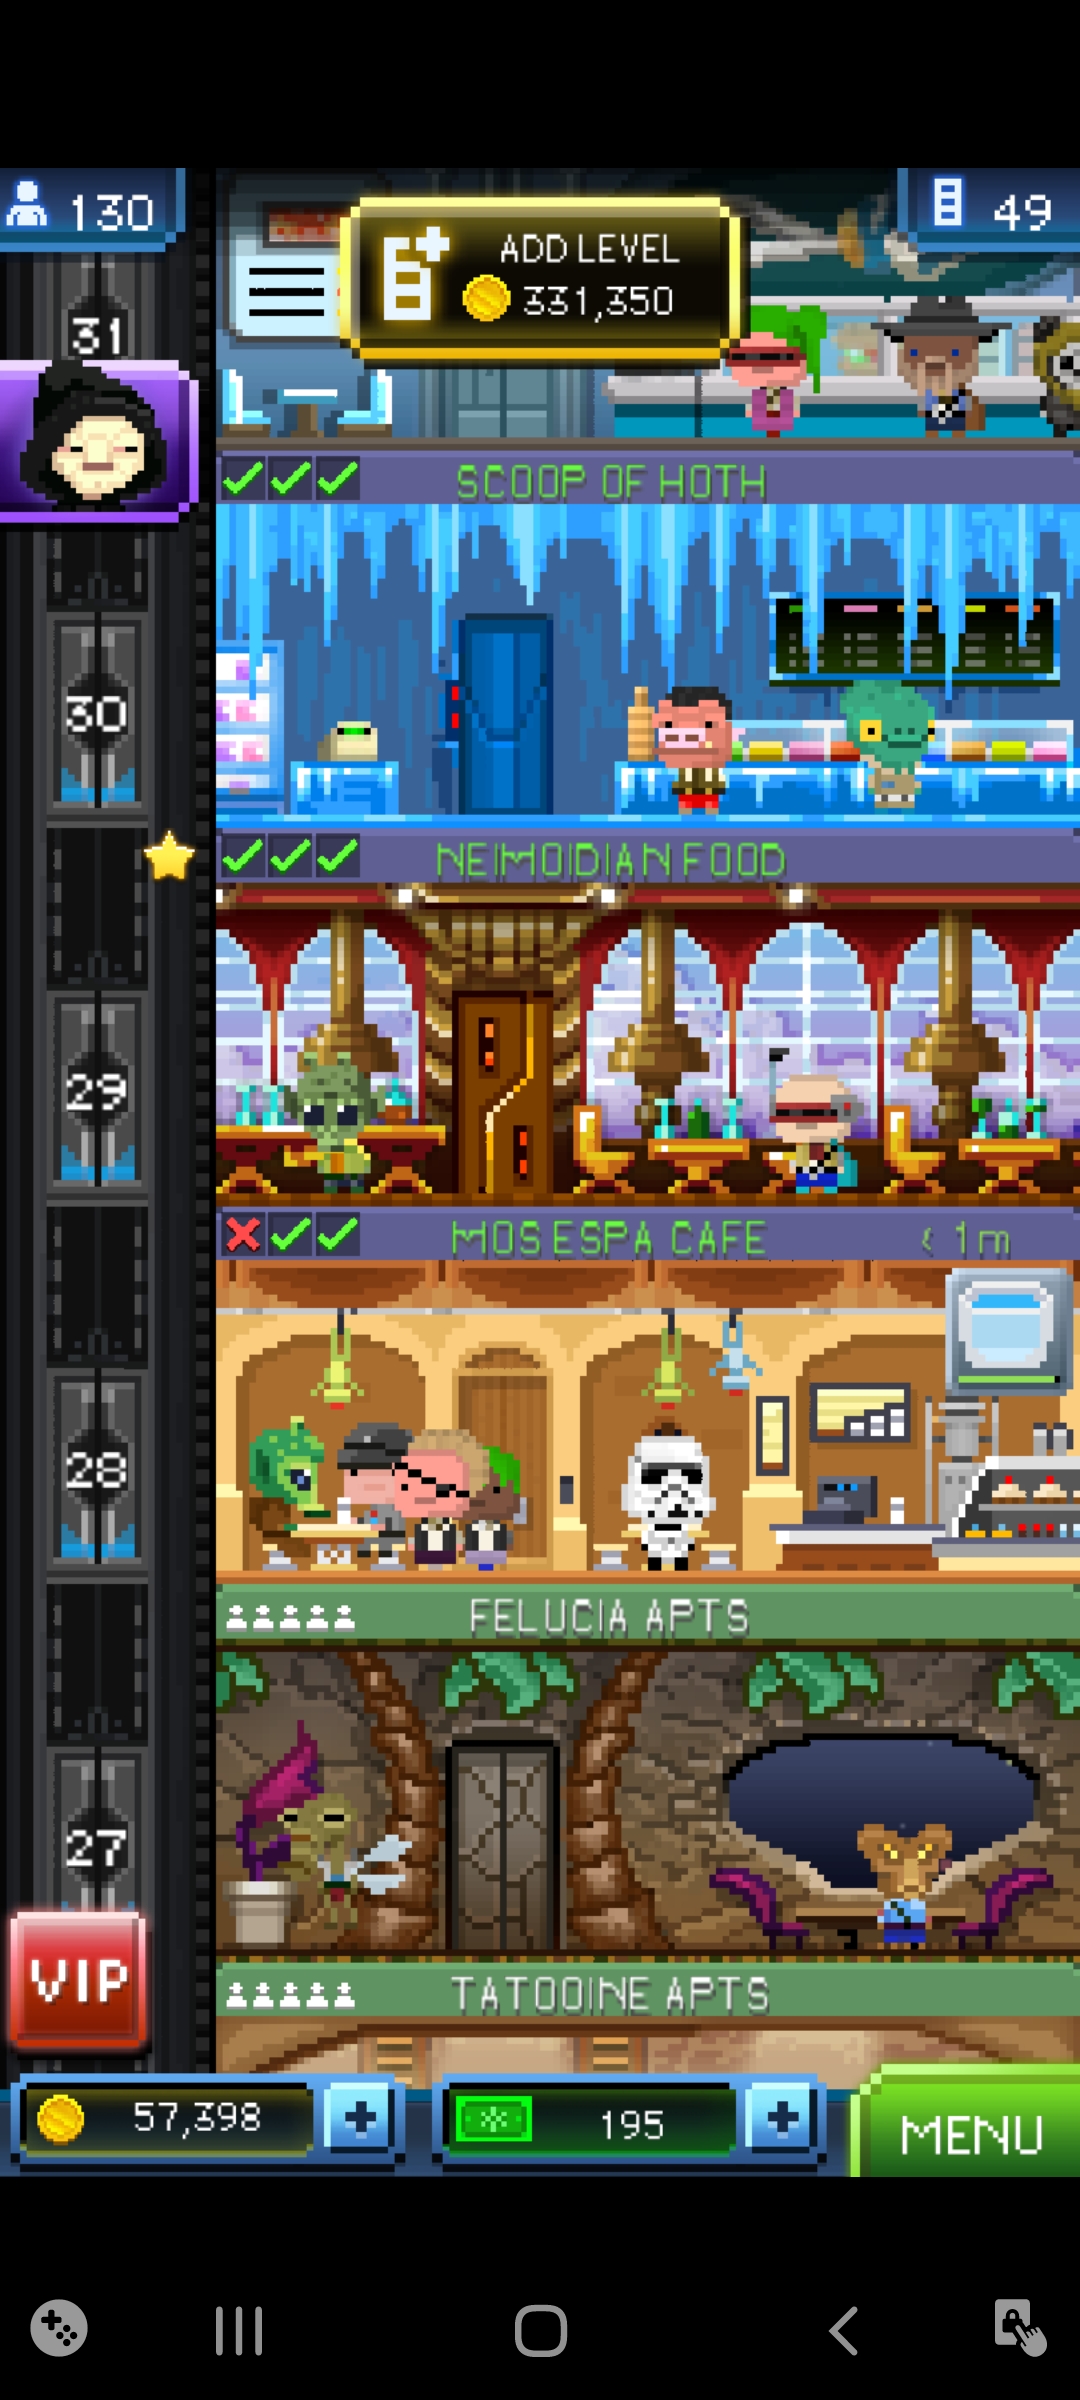 130
ADD LEVEL
331,350
49
31
SCOOP OF HOTH
30
NEIMOIDIAN FOOD
29
MOS ESPA CAFE
< 1m
28
FELUCIA APTS
27
VIP
TATOOINE APTS
57,398
195
MENU